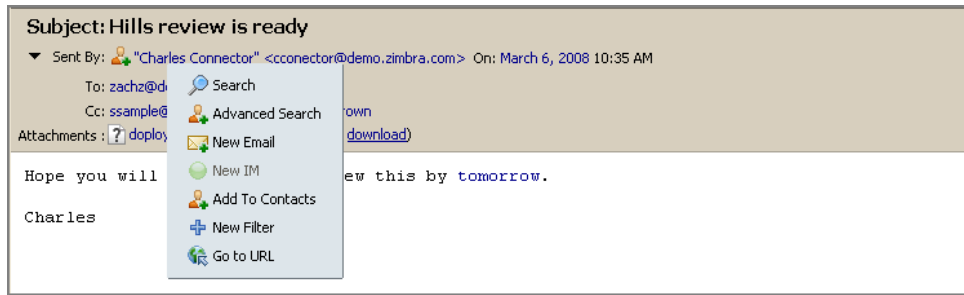 Subject: Hills review is ready
Sent By: "Charles Connector" <cconector@demo.zimbra.com> On: March 6, 2008 10:35 AM
To: zachz@d
Search
Cc: ssample@
Advanced Search
own
Attachments : doploy
New Email
download)
New IM
Hope you will
ew this by tomorrow.
Add To Contacts
Charles
New Filter
Go to URL